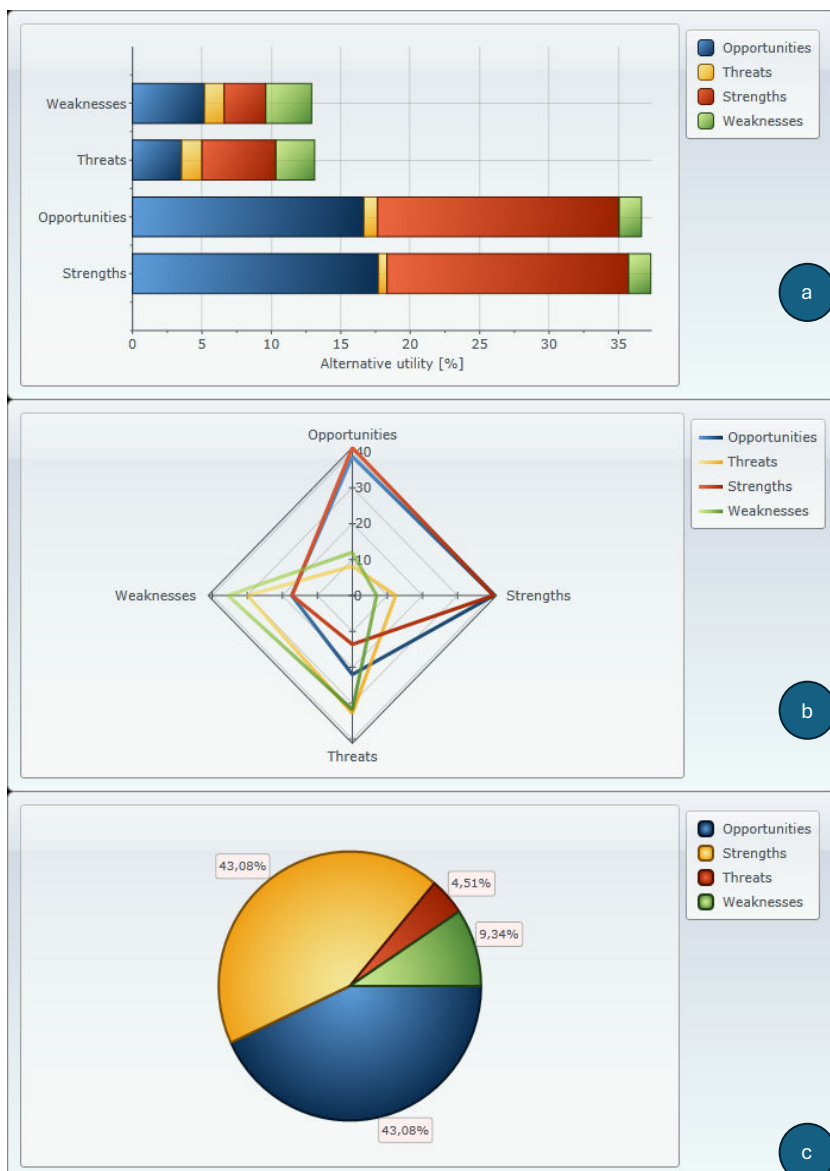 Opportunities
Threats
Strengths
Weaknesses
Weaknesses
Threats
Opportunities
Strengths
0 5 10 15 20 25 30 35
Alternative utility [%]
a
Opportunities
40
30
20
10
0
Weaknesses
Strengths
Threats
Opportunities
Threats
Strengths
Weaknesses
b
43,08%
4,51%
9,34%
43,08%
Opportunities
Strengths
Threats
Weaknesses
c